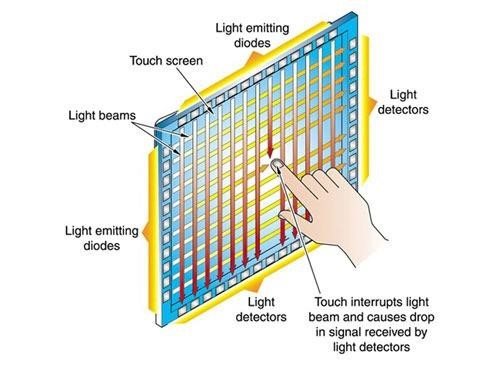 Light emitting
diodes
Touch screen
Light beams
Light
detectors
Light emitting
diodes
Light
detectors
Touch interrupts light
beam and causes drop
in signal received by
light detectors